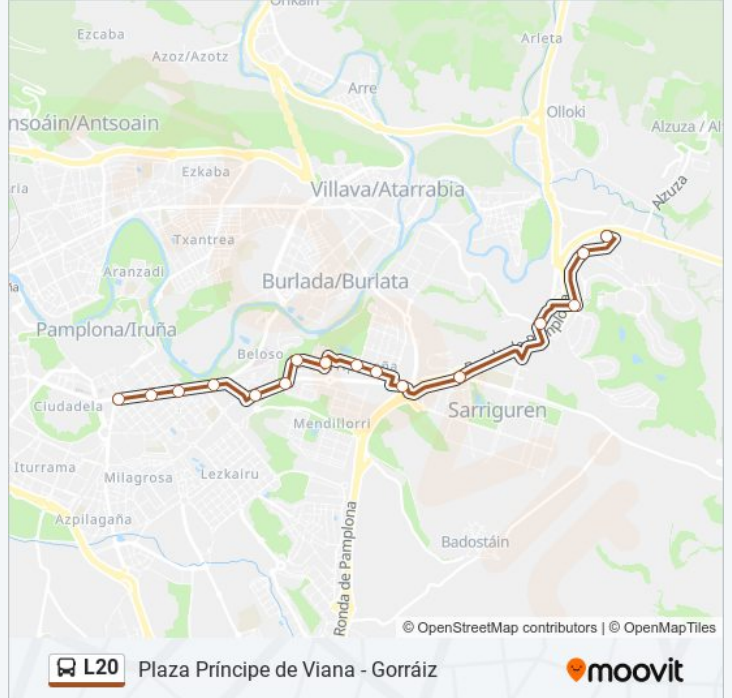 Orikain
Ezcaba
Arleta
Azoz/Azotz
Arre
Olloki
nsoáin/Antsoain
Alzuza / Al
Ezkaba
ria
Villava/Atarrabia
Alzuza
Txantrea
Aranzadi
Burlada/Burlata
Pamplona/Iruña
Beloso
Ciudadela
Sarriguren
Mendillorri
Iturrama
Lezkairu
Milagrosa
Azpilagaña
Ronda de Pamplona
Badostáin
© OpenStreetMap contributors | © OpenMapTiles
L20 Plaza Príncipe de Viana - Gorráiz
moovit